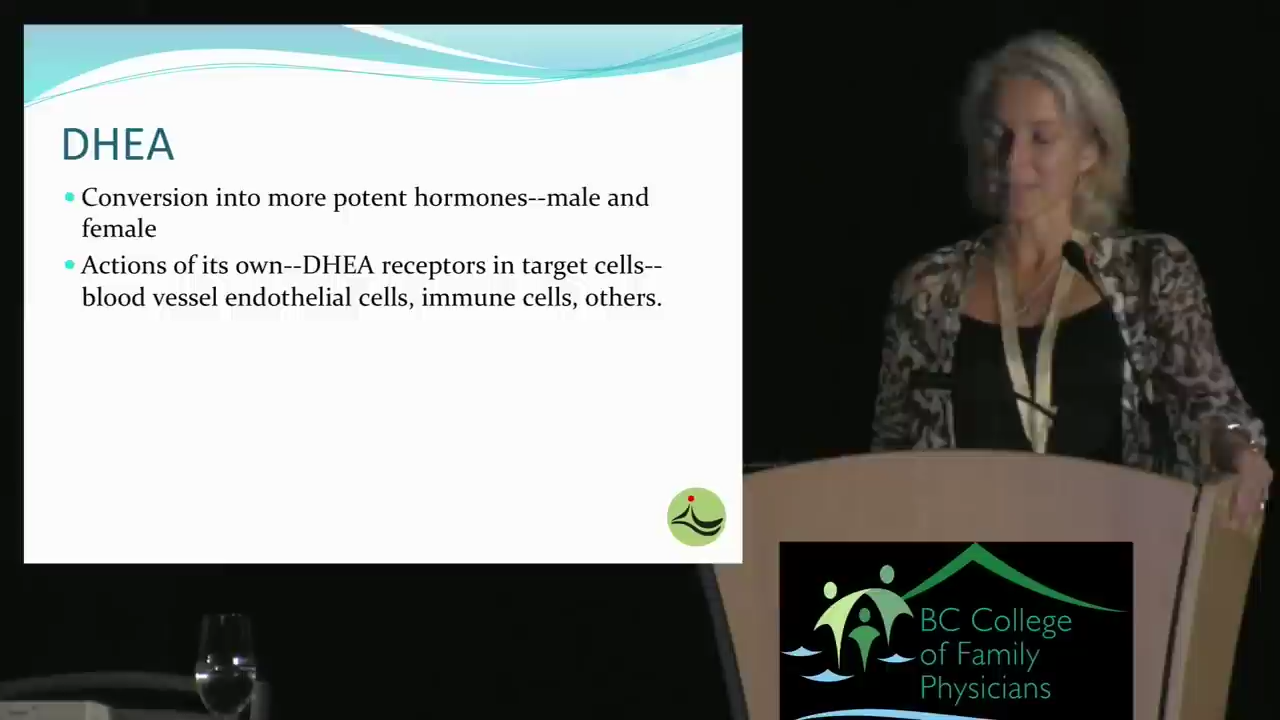 DHEA
Conversion into more potent hormones--male and
female
Actions of its own--DHEA receptors in target cells--
blood vessel endothelial cells, immune cells, others.
BC College
of Family
Physicians